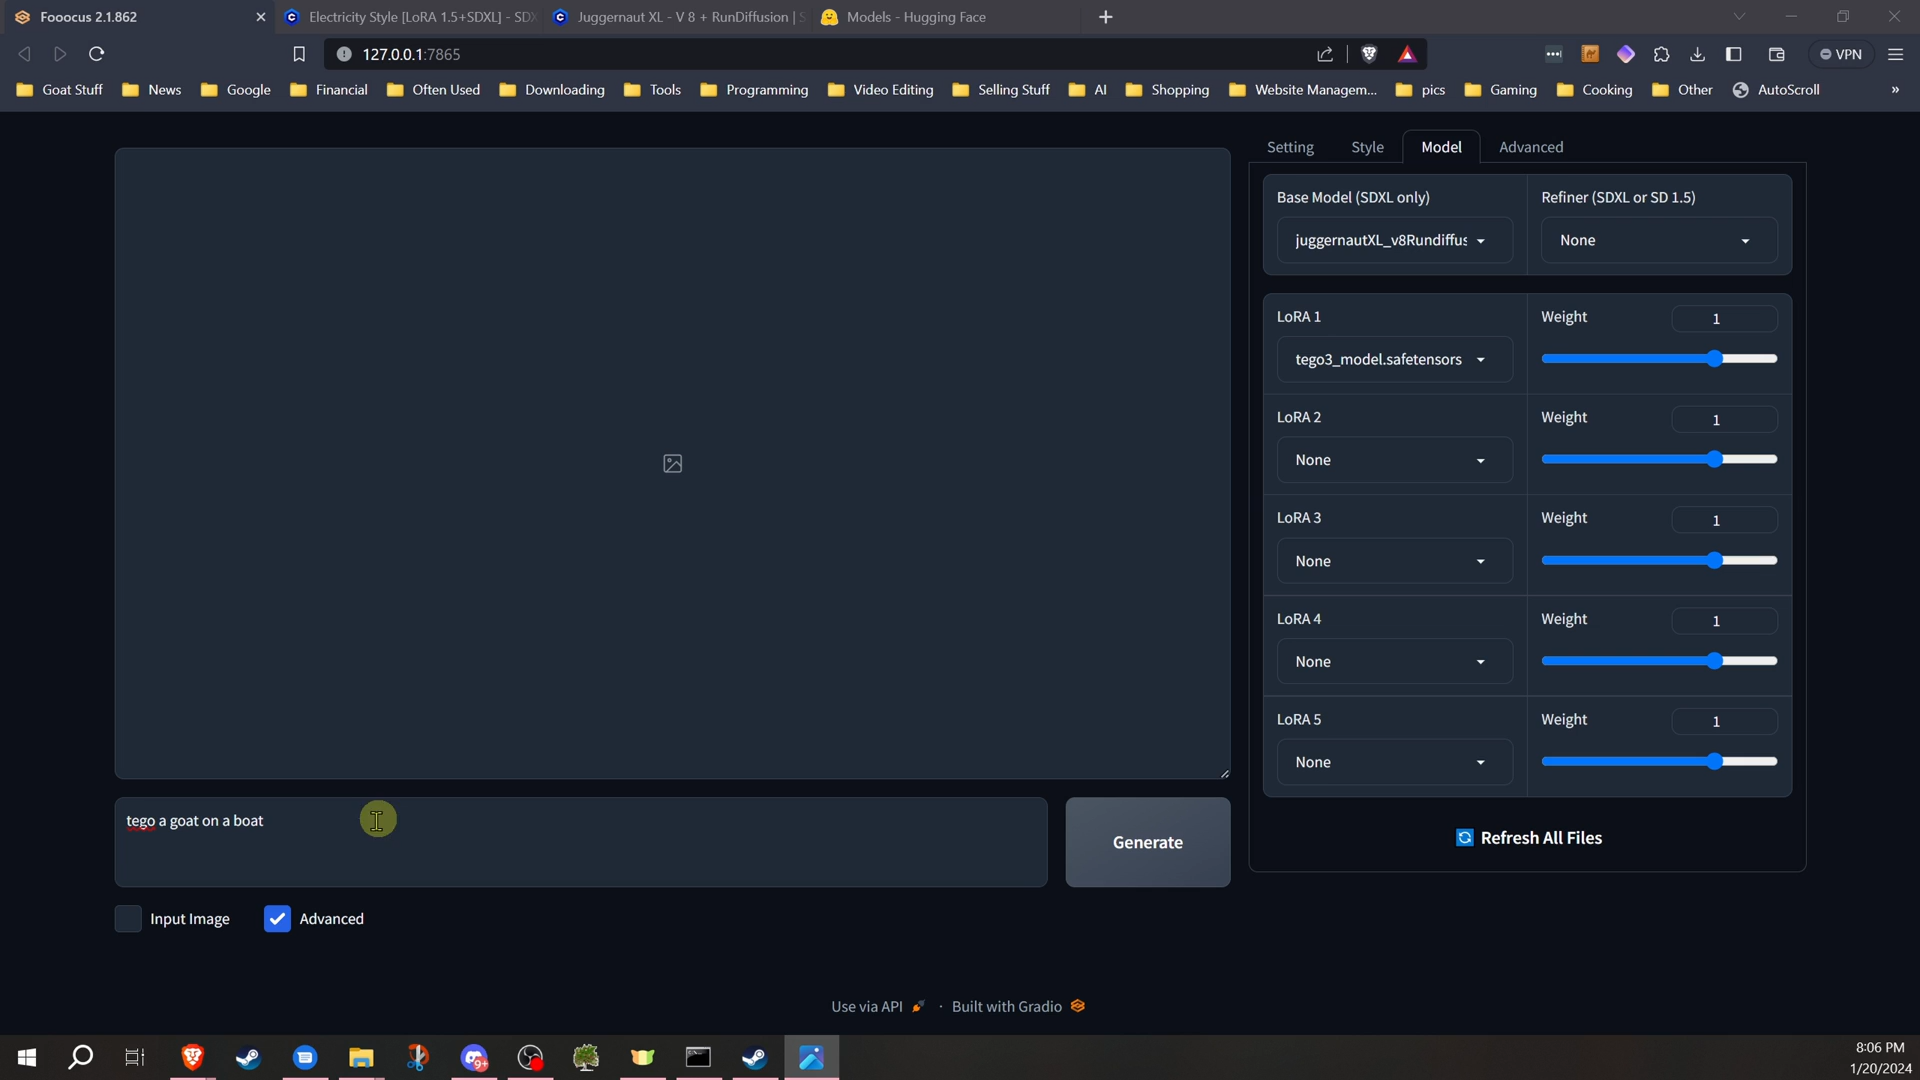 Fooocus 2.1.862
Electricity Style [LoRA 1.5+SDXL] - SDX
Juggernaut XL - V 8 + RunDiffusion | S
Models - Hugging Face
127.0.0.1:7865
VPN
Goat Stuff
News
Google
Financial
Often Used
Downloading
Tools
Programming
Video Editing
Selling Stuff
AI
Shopping
Website Managem...
pics
Gaming
Cooking
Other
AutoScroll
»
Setting
Style
Model
Advanced
Base Model (SDXL only)
Refiner (SDXL or SD 1.5)
juggernautXL_v8Rundiffus
None
LoRA 1
Weight
1
tego3_model.safetensors
LoRA 2
Weight
1
None
LoRA 3
Weight
1
None
LoRA 4
Weight
1
None
LoRA 5
Weight
1
None
Refresh All Files
tego a goat on a boat
Generate
Input Image
Advanced
Use via API
·
Built with Gradio
9+
8:06 PM
1/20/2024